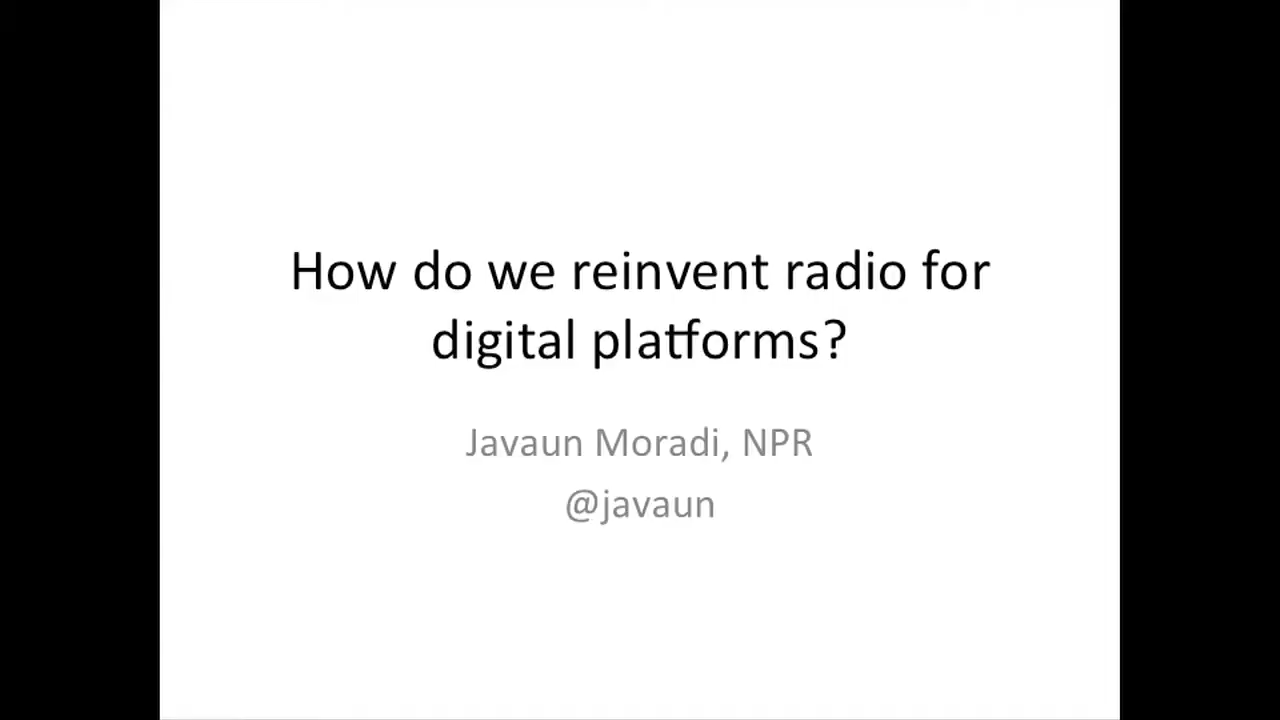 How do we reinvent radio for
digital platforms?
Javaun Moradi, NPR
@javaun